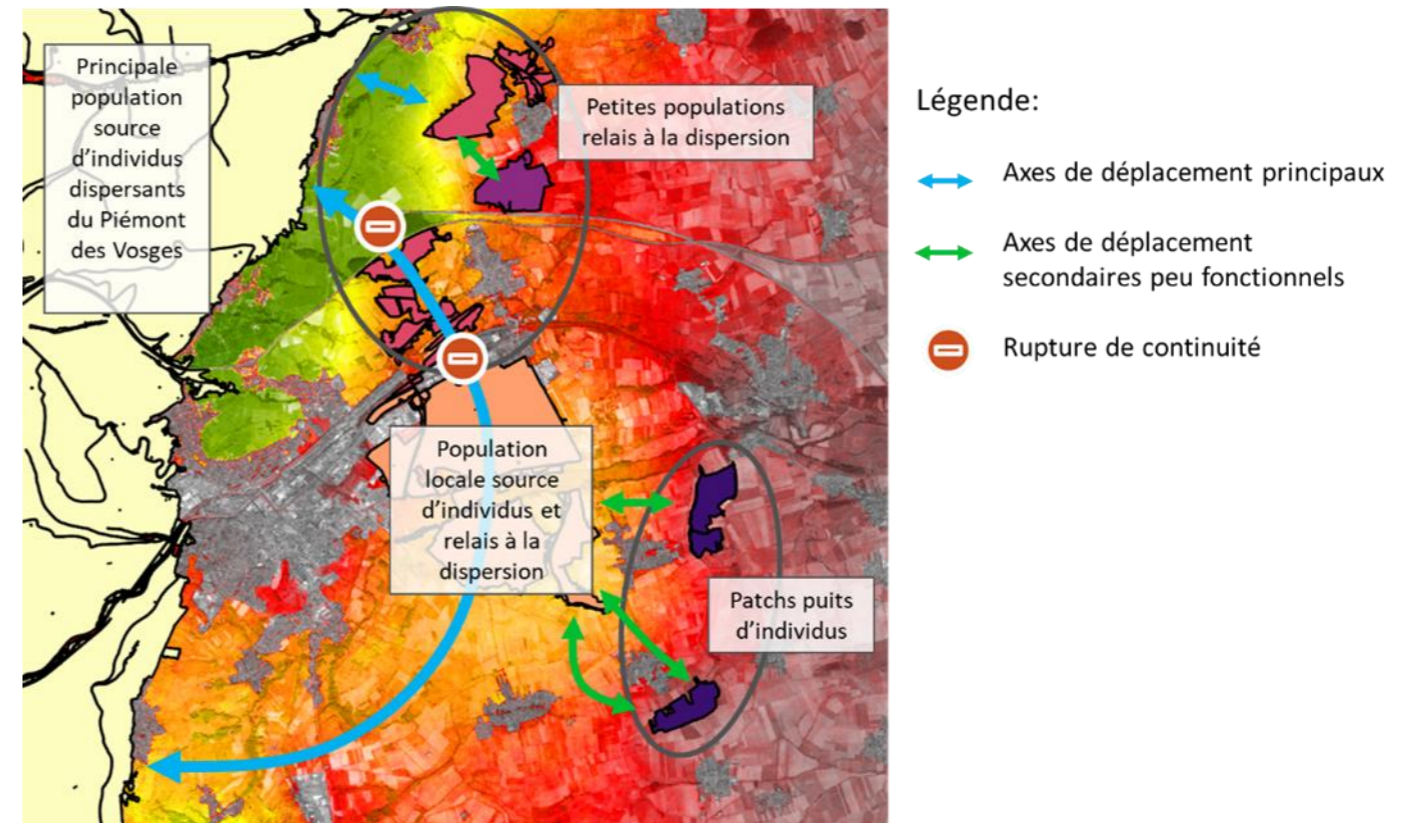 Principale
population
source
d'individus
dispersants
du Piémont
des Vosges
Petites populations
relais à la dispersion
Population
locale source
d'individus et
relais à la
dispersion
Patchs puits
d'individus
Légende:
Axes de déplacement principaux
Axes de déplacement
secondaires peu fonctionnels
Rupture de continuité